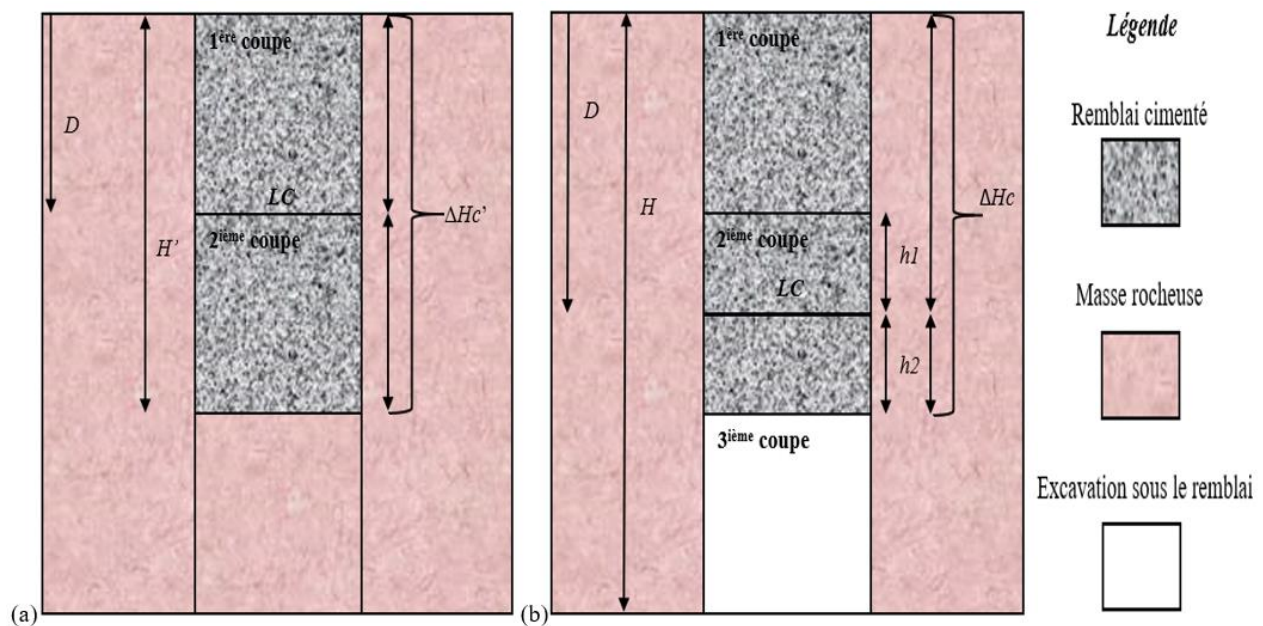 1ère coupe
D
LC
H'
2ième coupe
ΔHc'
(a)
1ère coupe
D
H
2ième coupe
LC
h1
h2
ΔHc
3ième coupe
(b)
Légende
Remblai cimenté
Masse rocheuse
Excavation sous le remblai